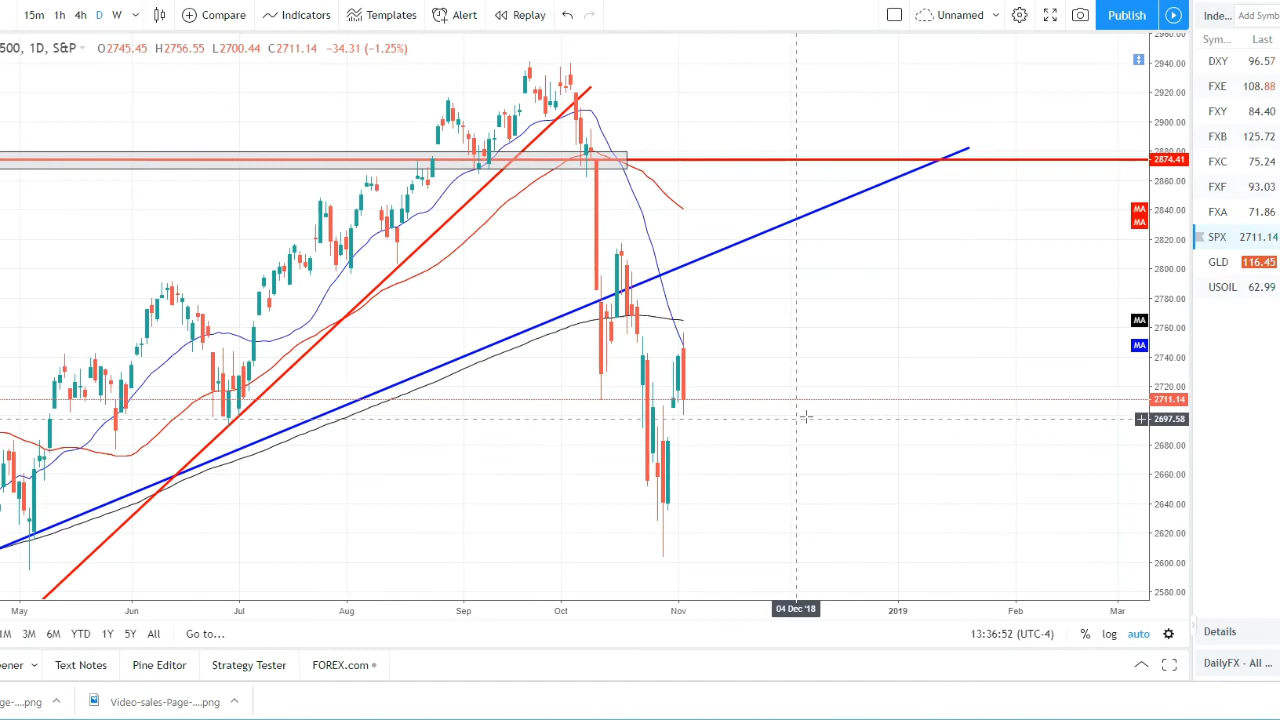 15m 1h 4h D W Compare Indicators Templates Alert Replay Unnamed Publish Inde... Add Symb
500, 1D, S&P O2745.45 H2756.55 L2700.44 C2711.14 −34.31 (−1.25%)
Sym... Last
DXY 96.57
FXE 108.88
FXY 84.40
FXB 125.72
FXC 75.24
FXF 93.03
FXA 71.86
SPX 2711.14
GLD 116.45
USOIL 62.99
2960.00
2940.00
2920.00
2900.00
2880.00
2874.41
2860.00
MA
2840.00
MA
2820.00
2800.00
2780.00
MA
2760.00
MA
2740.00
2720.00
2711.14
2697.58
2680.00
2660.00
2640.00
2620.00
2600.00
2580.00
May Jun Jul Aug Sep Oct Nov 04 Dec '18 2019 Feb Mar
1M 3M 6M YTD 1Y 5Y All Go to... 13:36:52 (UTC-4) % log auto
Details
eener Text Notes Pine Editor Strategy Tester FOREX.com
DailyFX - All ...
ge-....png Video-sales-Page-....png